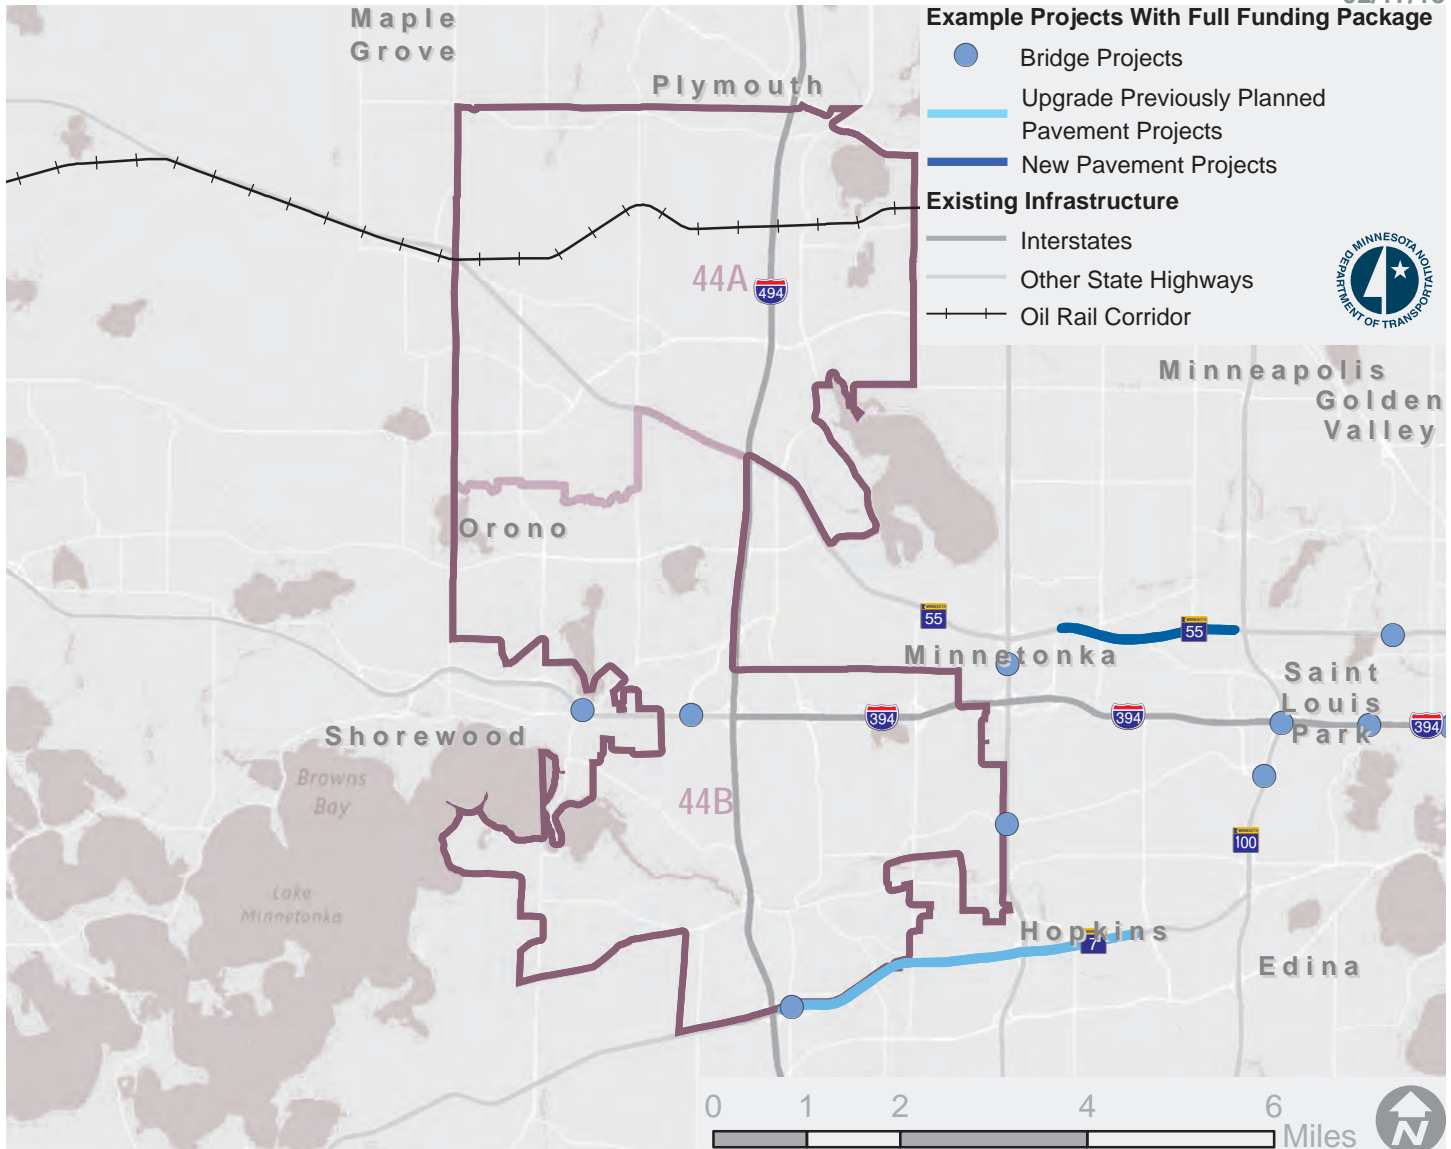 Maple
Grove
Plymouth
Example Projects With Full Funding Package
Bridge Projects
Upgrade Previously Planned
Pavement Projects
New Pavement Projects
Existing Infrastructure
Interstates
Other State Highways
Oil Rail Corridor
MINNESOTA
DEPARTMENT OF TRANSPORTATION
44A
494
Minneapolis
Golden
Valley
Orono
MINNESOTA
55
MINNESOTA
55
Minnetonka
Saint
Louis
Park
394
394
394
Shorewood
Browns
Bay
44B
MINNESOTA
100
Lake
Minnetonka
Hopkins
7
Edina
0 1 2 4 6
Miles
N